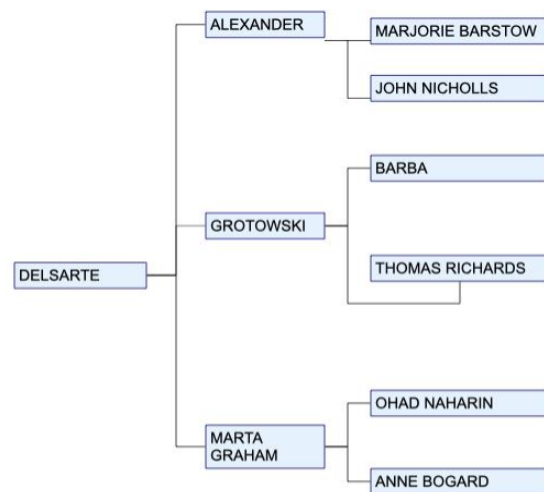 ALEXANDER
MARJORIE BARSTOW
JOHN NICHOLLS
BARBA
GROTOWSKI
THOMAS RICHARDS
DELSARTE
OHAD NAHARIN
MARTA
GRAHAM
ANNE BOGARD